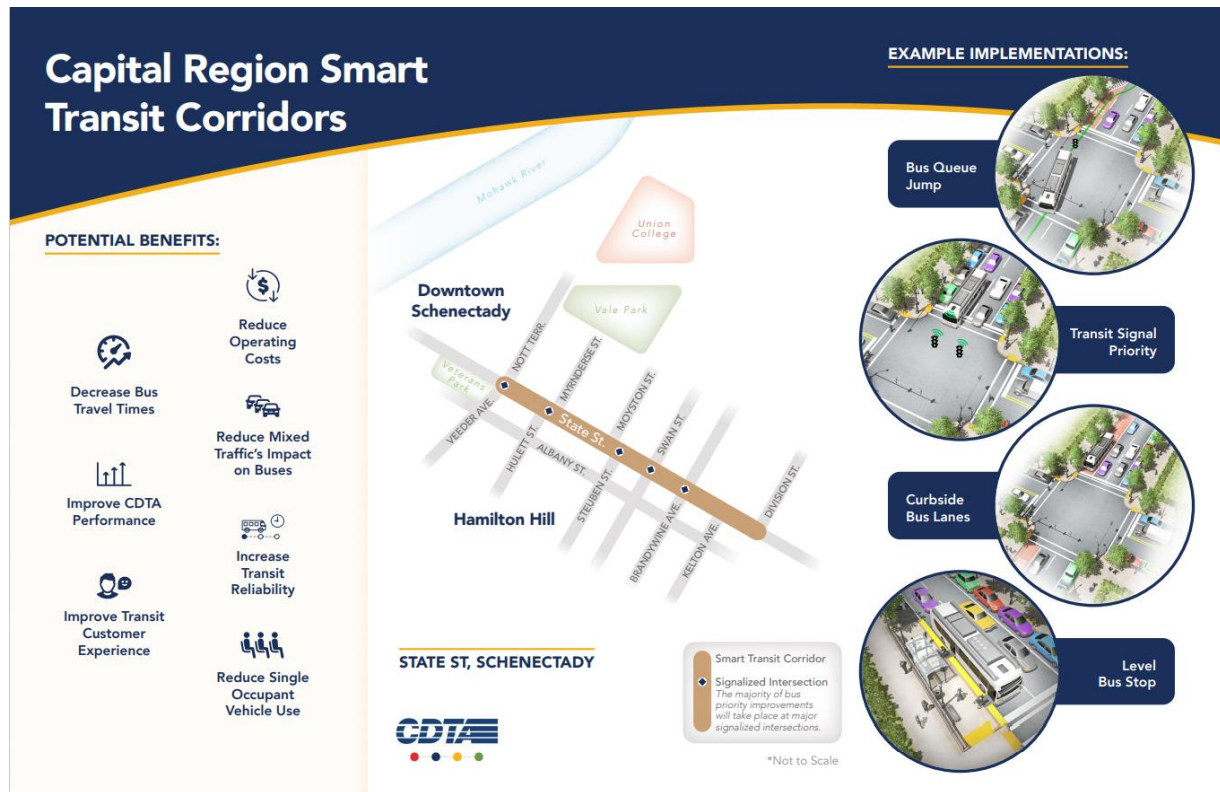 Capital Region Smart
Transit Corridors
POTENTIAL BENEFITS:
Decrease Bus
Travel Times
Improve CDTA
Performance
Improve Transit
Customer
Experience
$
Reduce
Operating
Costs
Reduce Mixed
Traffic's Impact
on Buses
Increase
Transit
Reliability
Reduce Single
Occupant
Vehicle Use
Mohawk River
Union
College
Downtown
Schenectady
Vale Park
Veterans
Park
NOTT TERR.
MYRNDERSE ST.
MOYSTON ST.
SWAN ST.
DIVISION ST.
State St.
VEEDER AVE.
HULETT ST.
ALBANY ST.
STEUBEN ST.
BRANDYWINE AVE.
KELTON AVE.
Hamilton Hill
STATE ST, SCHENECTADY
CDTA
Smart Transit Corridor
Signalized Intersection
The majority of bus
priority improvements
will take place at major
signalized intersections.
*Not to Scale
EXAMPLE IMPLEMENTATIONS:
Bus Queue
Jump
Transit Signal
Priority
Curbside
Bus Lanes
Level
Bus Stop